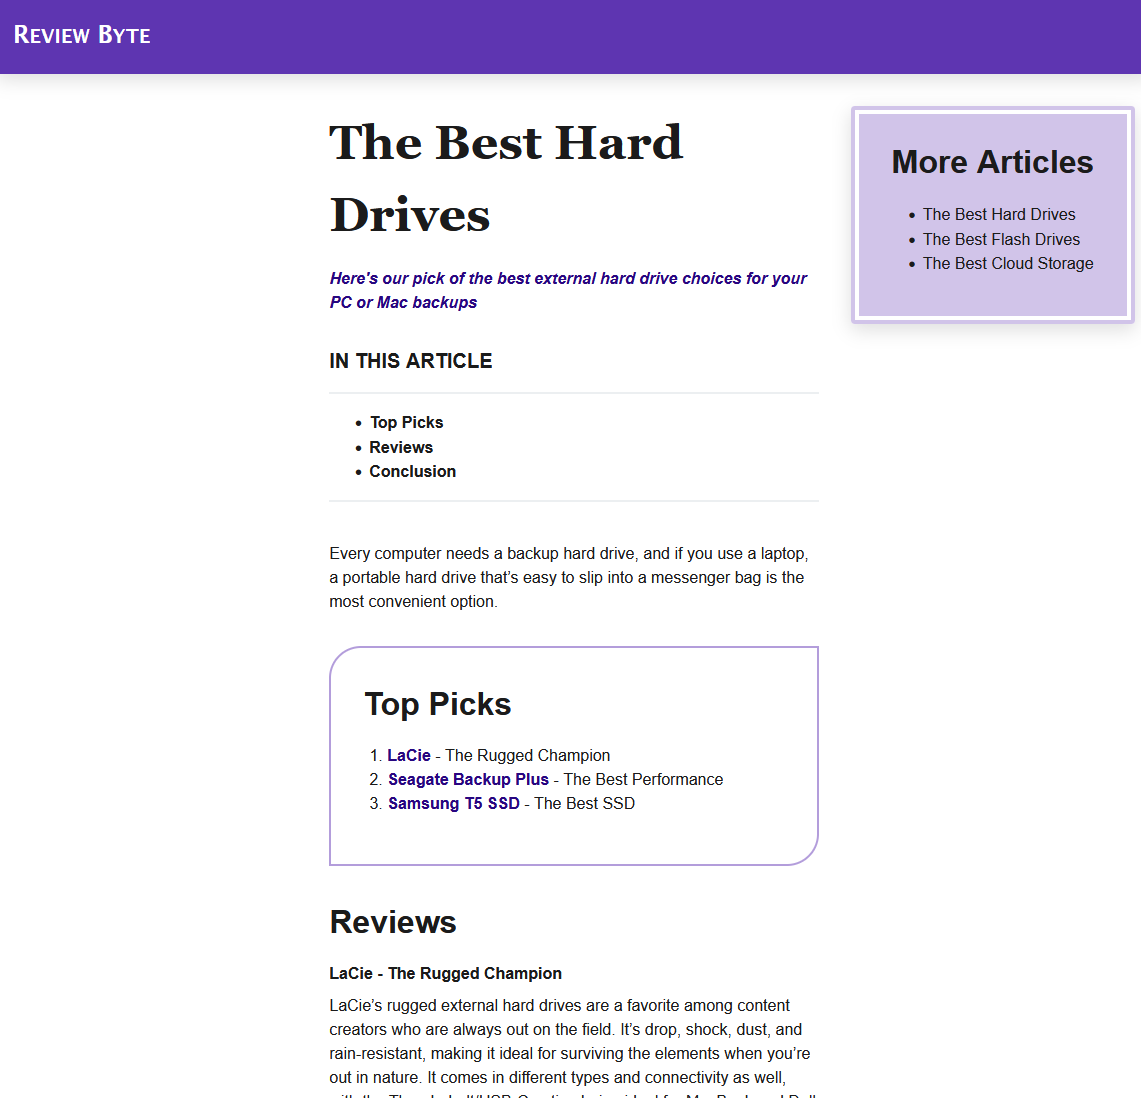 Review Byte
The Best Hard
Drives
Here's our pick of the best external hard drive choices for your
PC or Mac backups
IN THIS ARTICLE
• Top Picks
• Reviews
• Conclusion
Every computer needs a backup hard drive, and if you use a laptop,
a portable hard drive that’s easy to slip into a messenger bag is the
most convenient option.
Top Picks
1. LaCie - The Rugged Champion
2. Seagate Backup Plus - The Best Performance
3. Samsung T5 SSD - The Best SSD
Reviews
LaCie - The Rugged Champion
LaCie’s rugged external hard drives are a favorite among content
creators who are always out on the field. It’s drop, shock, dust, and
rain-resistant, making it ideal for surviving the elements when you’re
out in nature. It comes in different types and connectivity as well,
More Articles
• The Best Hard Drives
• The Best Flash Drives
• The Best Cloud Storage